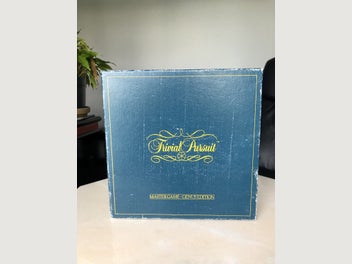 Trivial Pursuit
MASTER GAME - GENUS EDITION